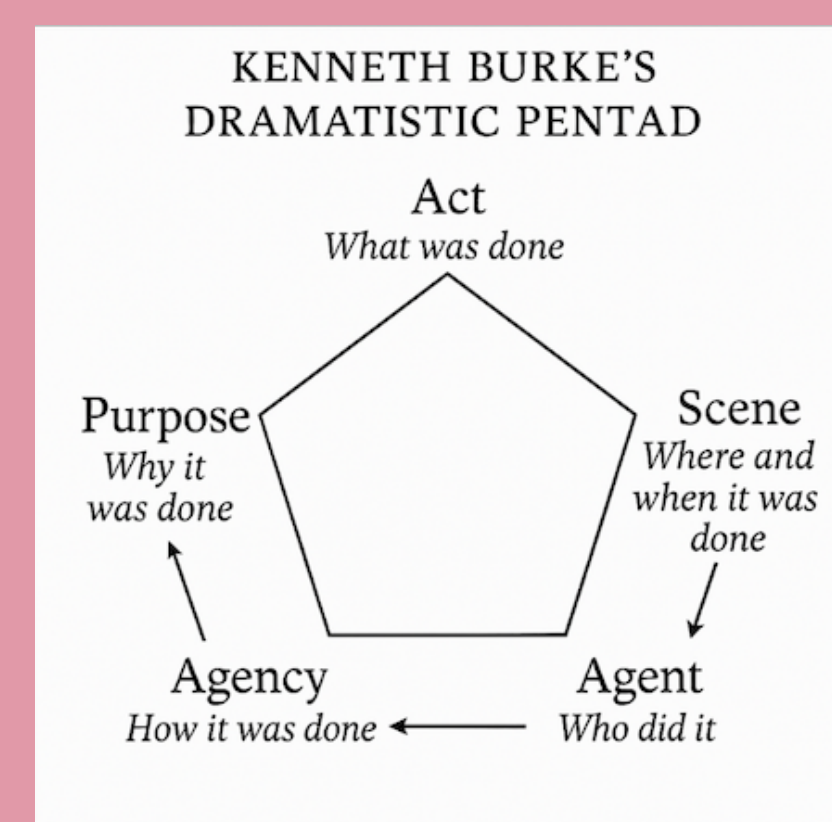 KENNETH BURKE'S
DRAMATISTIC PENTAD
Act
What was done
Purpose
Why it
was done
Scene
Where and
when it was
done
Agency
How it was done
Agent
Who did it